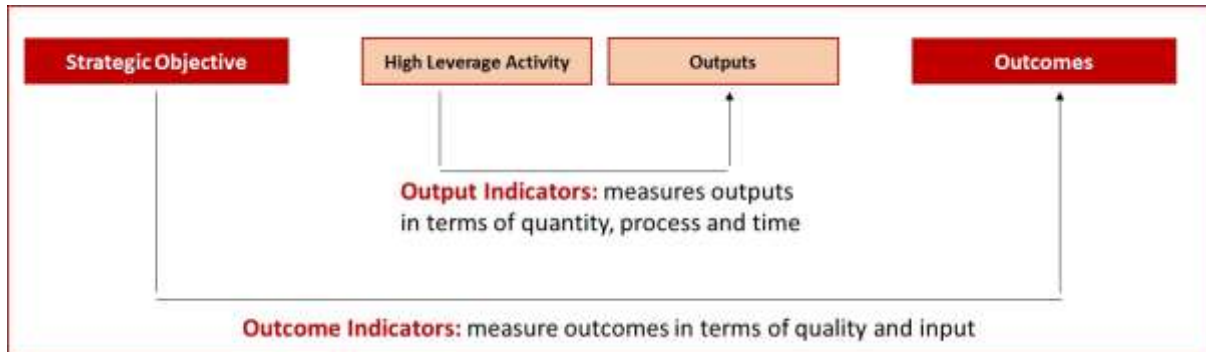 Strategic Objective
High Leverage Activity
Outputs
Outcomes
Output Indicators: measures outputs
in terms of quantity, process and time
Outcome Indicators: measure outcomes in terms of quality and input